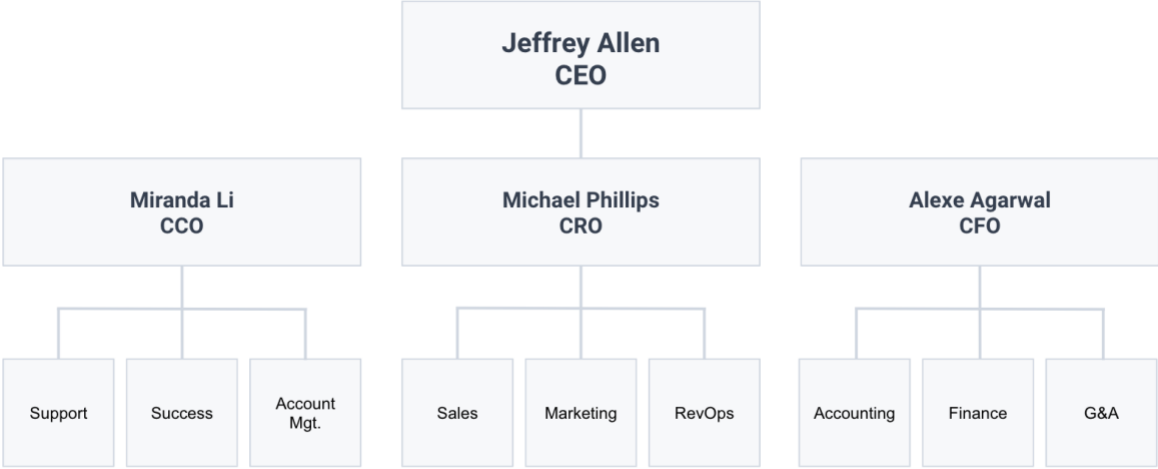 Jeffrey Allen
CEO
Miranda Li
CCO
Michael Phillips
CRO
Alexe Agarwal
CFO
Support
Success
Account
Mgt.
Sales
Marketing
RevOps
Accounting
Finance
G&A